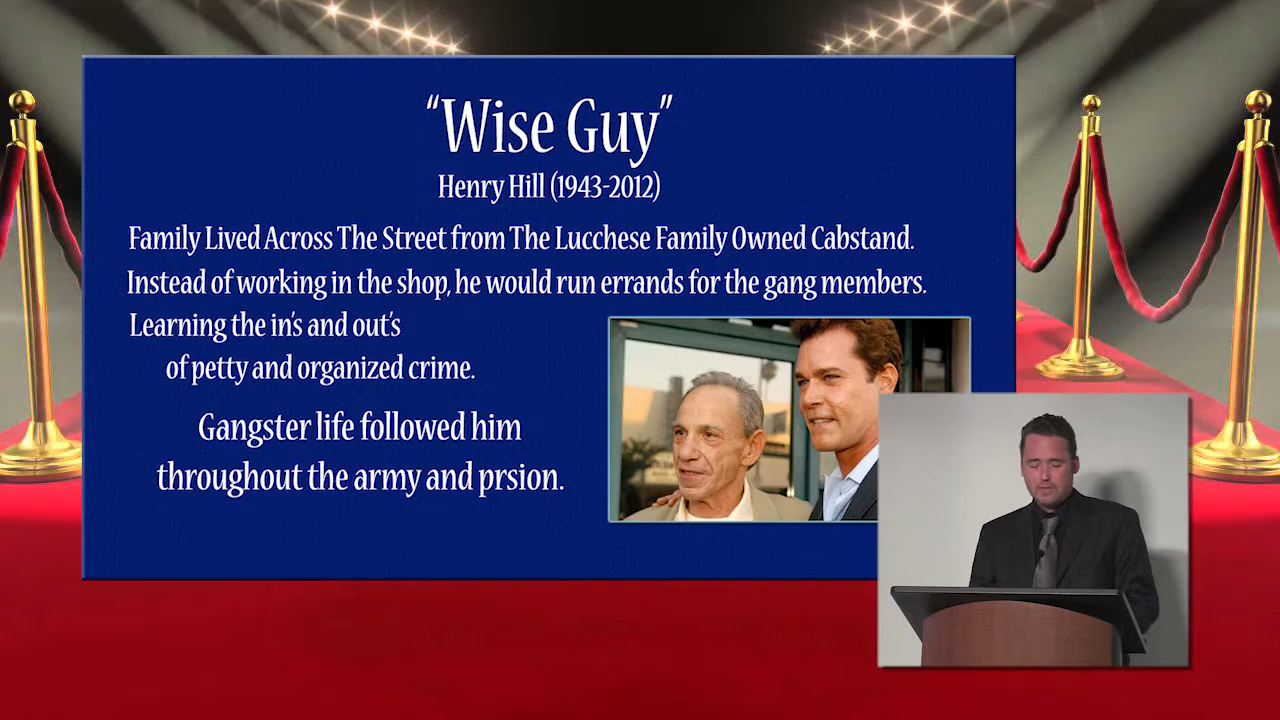 “Wise Guy”
Henry Hill (1943-2012)
Family Lived Across The Street from The Lucchese Family Owned Cabstand.
Instead of working in the shop, he would run errands for the gang members.
Learning the in's and out's
of petty and organized crime.
Gangster life followed him
throughout the army and prsion.